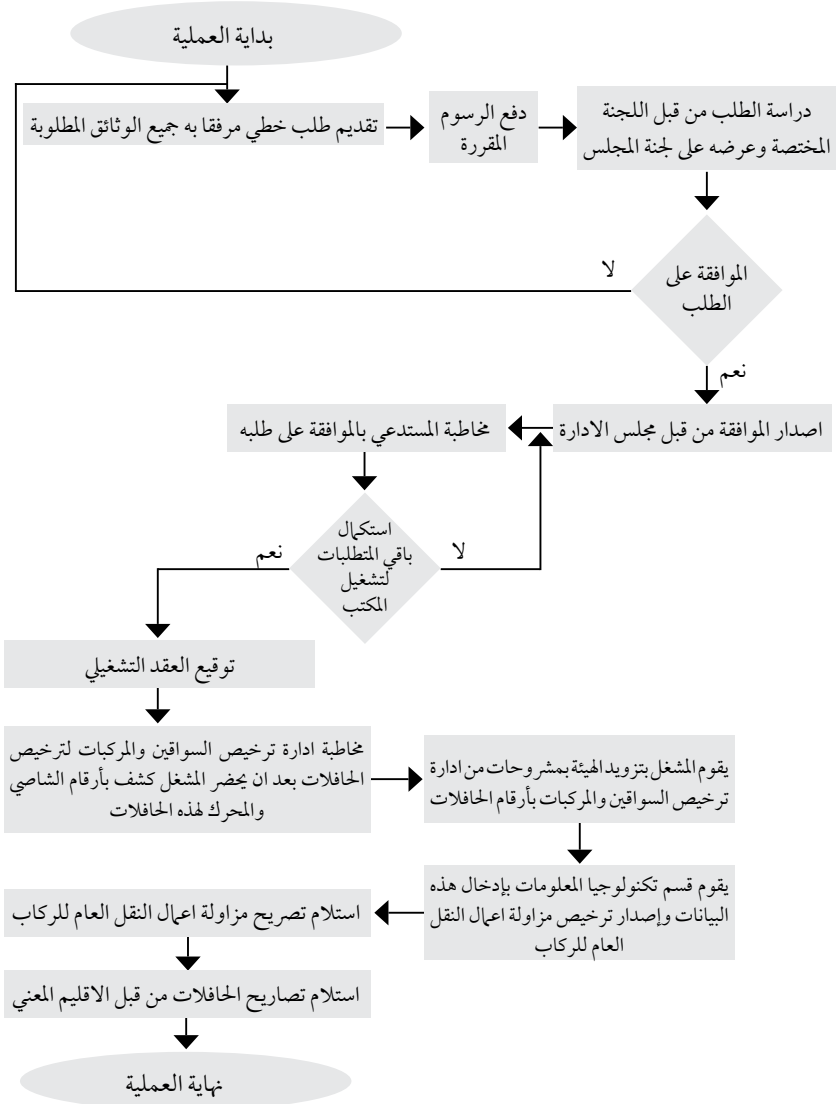 بداية العملية
تقديم طلب خطي مرفقا به جميع الوثائق المطلوبة
دفع الرسوم
المقررة
دراسة الطلب من قبل اللجنة
المختصة وعرضه على لجنة المجلس
الموافقة على
الطلب
لا
نعم
اصدار الموافقة من قبل مجلس الادارة
مخاطبة المستدعي بالموافقة على طلبه
استكمال
باقي المتطلبات
لتشغيل
المكتب
لا
نعم
توقيع العقد التشغيلي
مخاطبة ادارة ترخيص السواقين والمركبات لترخيص
الحافلات بعد ان يحضر المشغل كشف بأرقام الشاصي
والمحرك لهذه الحافلات
يقوم المشغل بتزويد الهيئة بمشروحات من ادارة
ترخيص السواقين والمركبات بأرقام الحافلات
يقوم قسم تكنولوجيا المعلومات بإدخال هذه
البيانات وإصدار ترخيص مزاولة اعمال النقل
العام للركاب
استلام تصريح مزاولة اعمال النقل العام للركاب
استلام تصاريح الحافلات من قبل الاقليم المعني
نهاية العملية